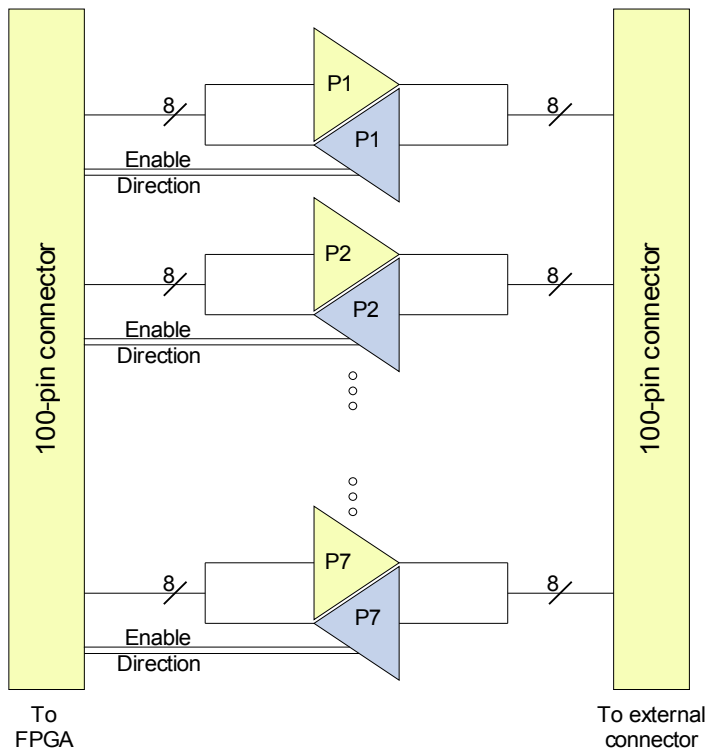 100-pin connector
8
P1
P1
8
Enable
Direction
P2
8
P2
8
Enable
Direction
P7
8
P7
8
Enable
Direction
100-pin connector
To
FPGA
To external
connector